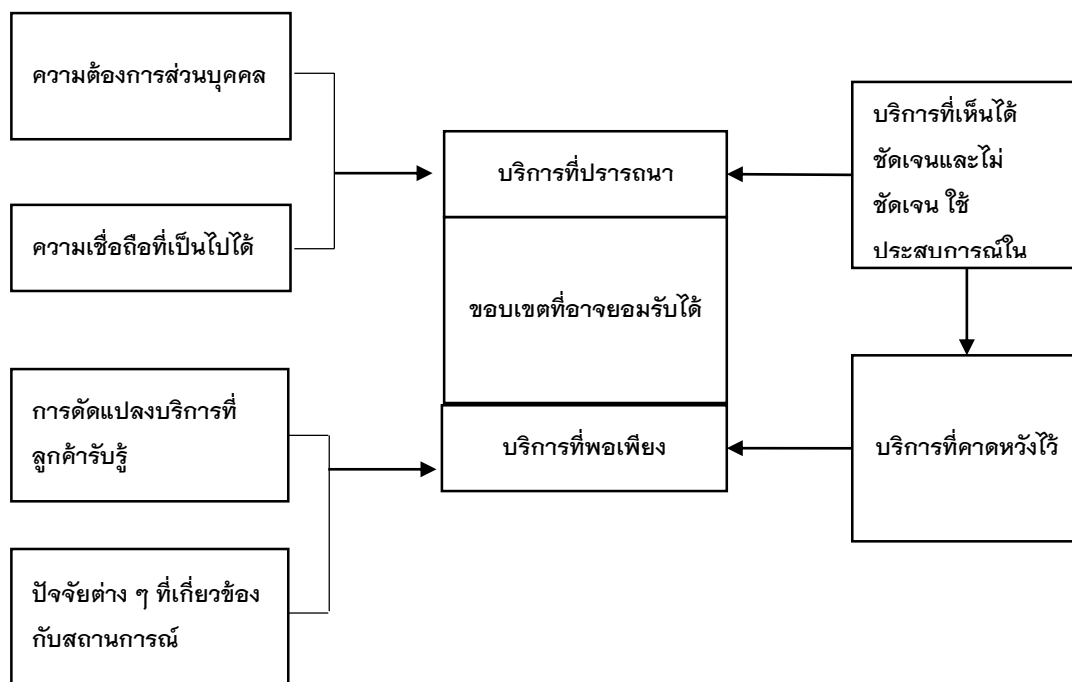 ความต้องการส่วนบุคคล
ความเชื่อถือที่เป็นไปได้
การดัดแปลงบริการที่
ลูกค้ารับรู้
ปัจจัยต่าง ๆ ที่เกี่ยวข้อง
กับสถานการณ์
บริการที่ปรารถนา
ขอบเขตที่อาจยอมรับได้
บริการที่พอเพียง
บริการที่เห็นได้
ชัดเจนและไม่
ชัดเจน ใช้
ประสบการณ์ใน
บริการที่คาดหวังไว้